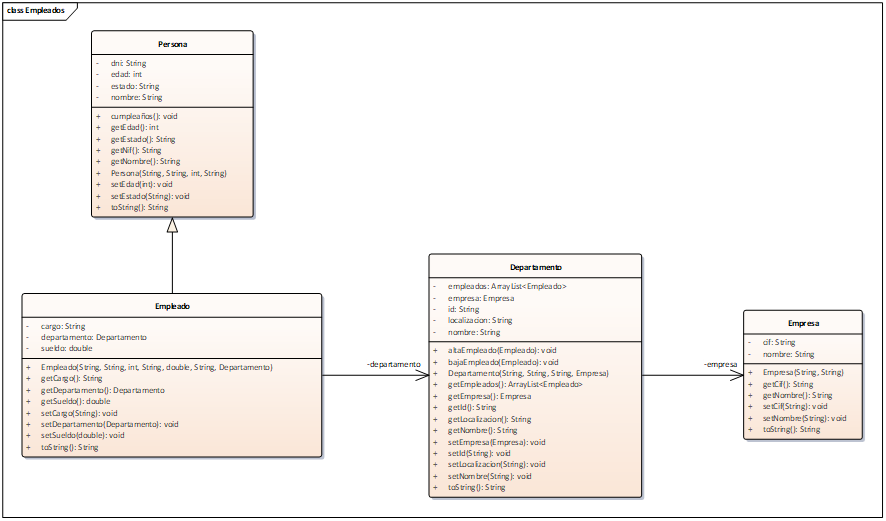 class Empleados
Persona
- dni: String
- edad: int
- estado: String
- nombre: String
+ cumpleaños(): void
+ getEdad(): int
+ getEstado(): String
+ getNif(): String
+ getNombre(): String
+ Persona(String, String, int, String)
+ setEdad(int): void
+ setEstado(String): void
+ toString(): String
Empleado
- cargo: String
- departamento: Departamento
- sueldo: double
+ Empleado(String, String, int, String, double, String, Departamento)
+ getCargo(): String
+ getDepartamento(): Departamento
+ getSueldo(): double
+ setCargo(String): void
+ setDepartamento(Departamento): void
+ setSueldo(double): void
+ toString(): String
-departamento
Departamento
- empleados: ArrayList<Empleado>
- empresa: Empresa
- id: String
- localizacion: String
- nombre: String
+ altaEmpleado(Empleado): void
+ bajaEmpleado(Empleado): void
+ Departamento(String, String, String, Empresa)
+ getEmpleados(): ArrayList<Empleado>
+ getEmpresa(): Empresa
+ getId(): String
+ getLocalizacion(): String
+ getNombre(): String
+ setEmpresa(Empresa): void
+ setId(String): void
+ setLocalizacion(String): void
+ setNombre(String): void
+ toString(): String
-empresa
Empresa
- cif: String
- nombre: String
+ Empresa(String, String)
+ getCif(): String
+ getNombre(): String
+ setCif(String): void
+ setNombre(String): void
+ toString(): String